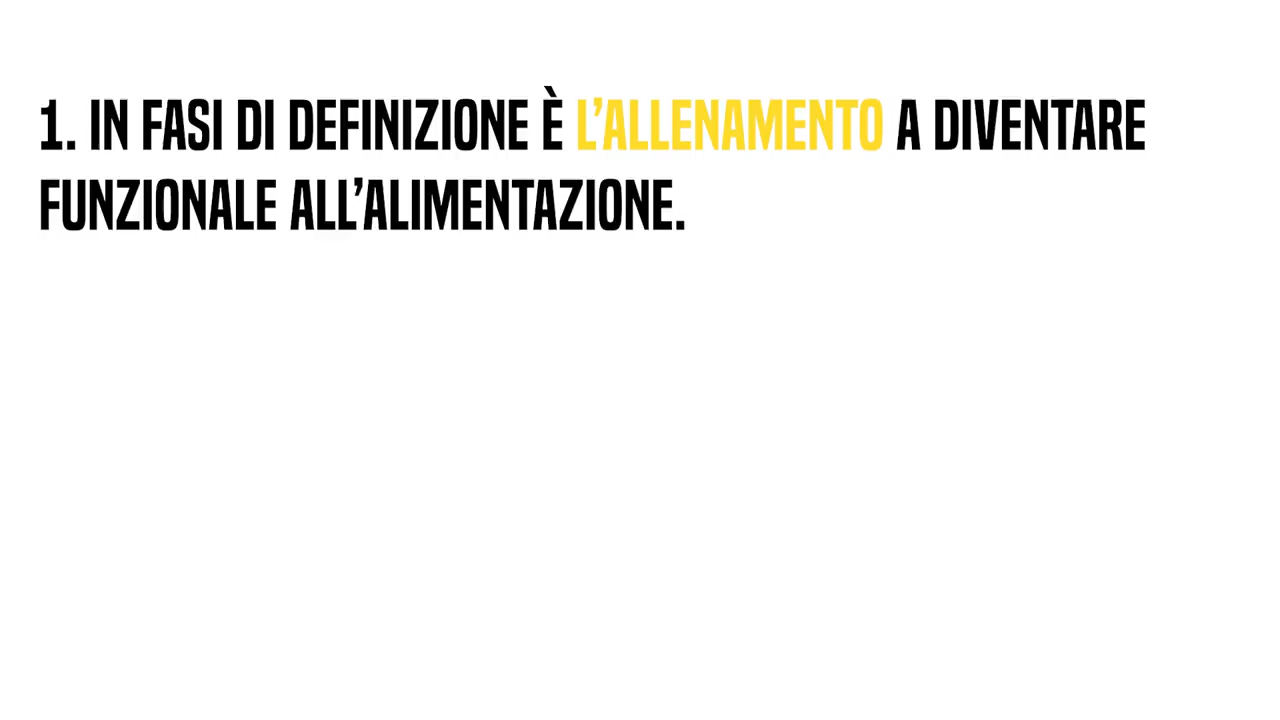 1. IN FASI DI DEFINIZIONE È L’ALLENAMENTO A DIVENTARE
FUNZIONALE ALL’ALIMENTAZIONE.